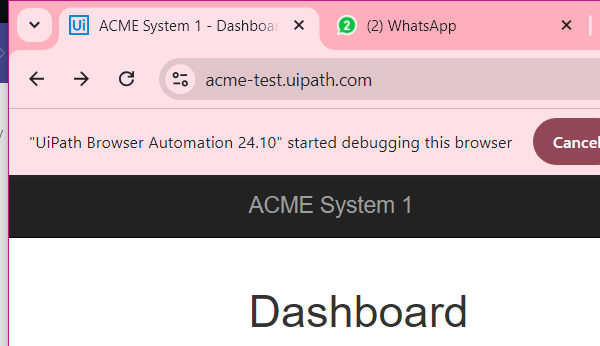 Ui ACME System 1 - Dashboar
2 (2) WhatsApp
acme-test.uipath.com
"UiPath Browser Automation 24.10" started debugging this browser
Cancel
ACME System 1
Dashboard